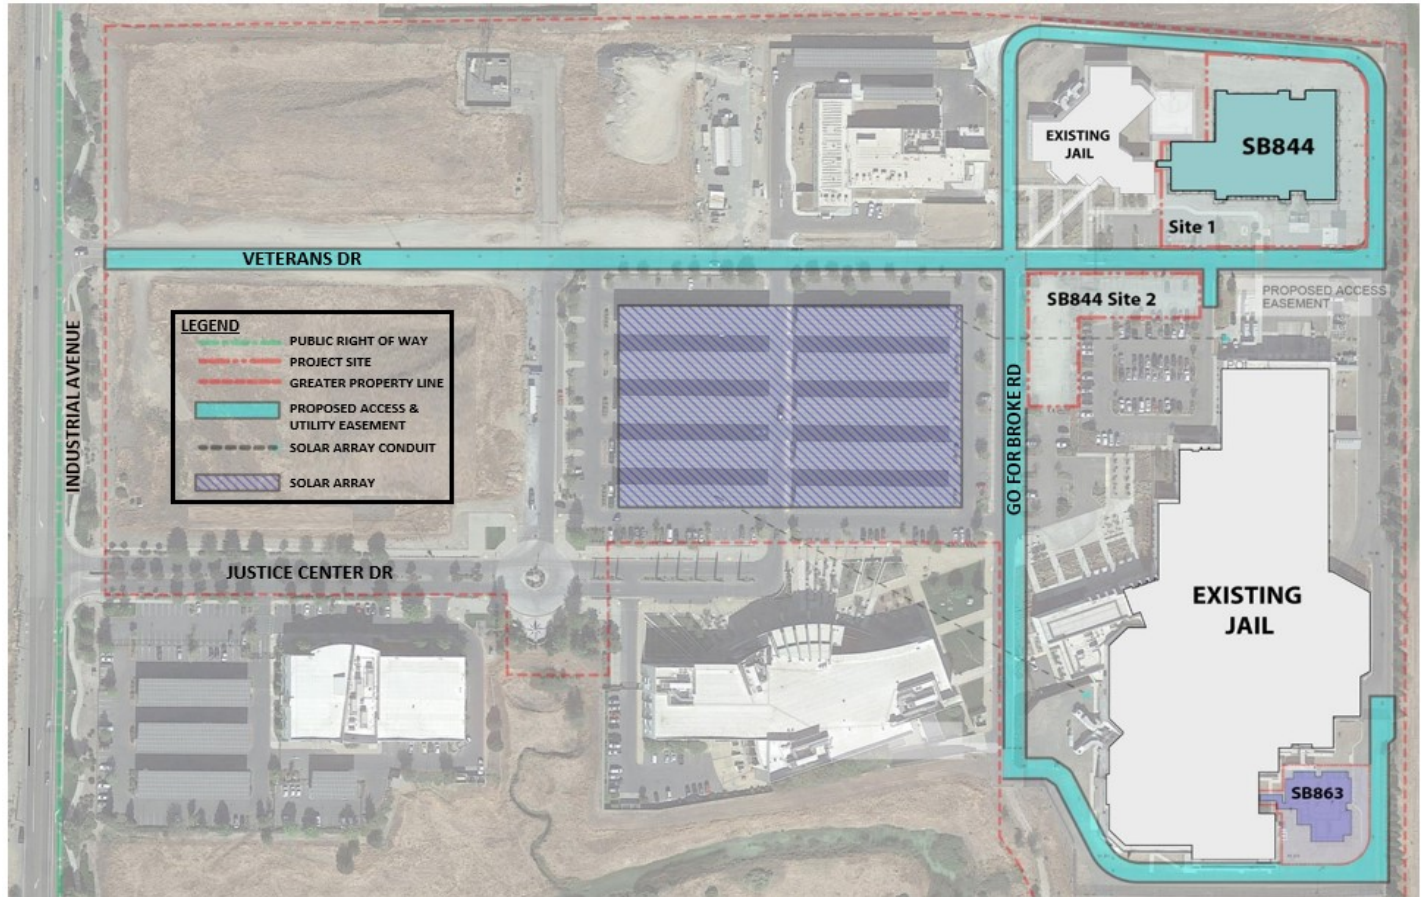 EXISTING
JAIL
SB844
Site 1
VETERANS DR
SB844 Site 2
PROPOSED ACCESS
EASEMENT
LEGEND
PUBLIC RIGHT OF WAY
PROJECT SITE
GREATER PROPERTY LINE
PROPOSED ACCESS &
UTILITY EASEMENT
SOLAR ARRAY CONDUIT
SOLAR ARRAY
INDUSTRIAL AVENUE
GO FOR BROKE RD
JUSTICE CENTER DR
EXISTING
JAIL
SB863